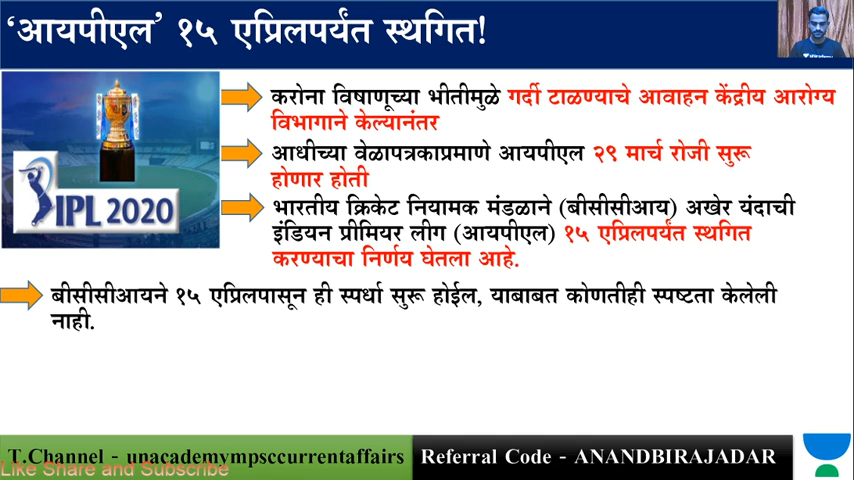 ‘आयपीएल’ १५ एप्रिलपर्यंत स्थगित!
करोना विषाणूच्या भीतीमुळे गर्दी टाळण्याचे आवाहन केंद्रीय आरोग्य
विभागाने केल्यानंतर
आधीच्या वेळापत्रकाप्रमाणे आयपीएल २९ मार्च रोजी सुरू
होणार होती
भारतीय क्रिकेट नियामक मंडळाने (बीसीसीआय) अखेर यंदाची
इंडियन प्रीमियर लीग (आयपीएल) १५ एप्रिलपर्यंत स्थगित
करण्याचा निर्णय घेतला आहे.
IPL 2020
बीसीसीआयने १५ एप्रिलपासून ही स्पर्धा सुरू होईल, याबाबत कोणतीही स्पष्टता केलेली
नाही.
T.Channel - unacademympsccurrentaffairs
Referral Code - ANANDBIRAJADAR
Like Share and Subscribe